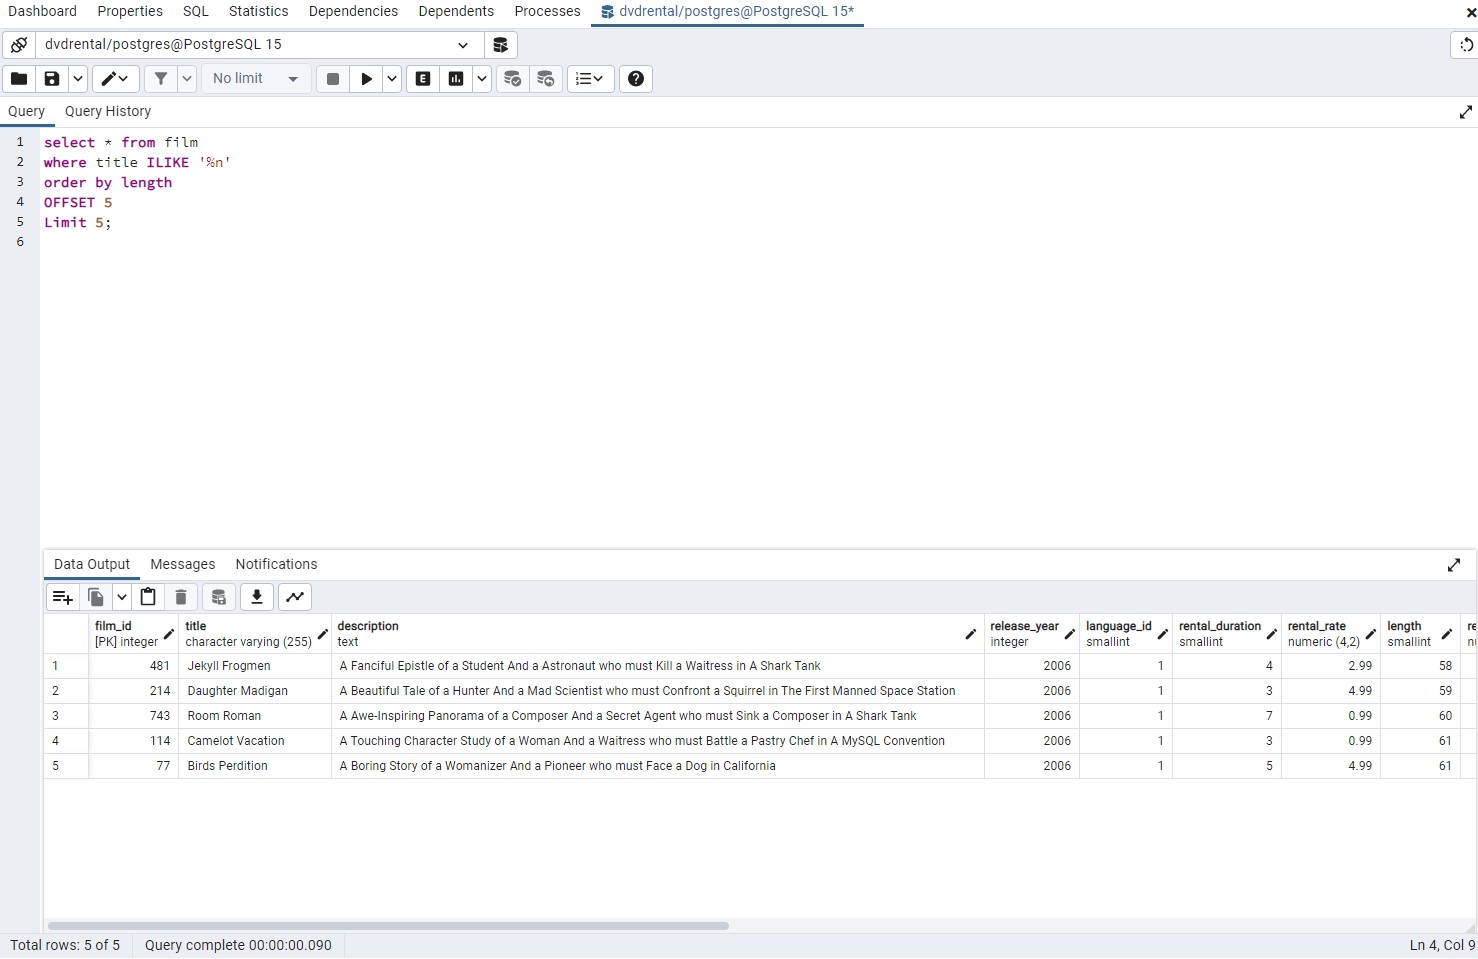 Dashboard Properties SQL Statistics Dependencies Dependents Processes dvdrental/postgres@PostgreSQL 15*
dvdrental/postgres@PostgreSQL 15
No limit E
Query Query History
1 select * from film
2 where title ILIKE '%n'
3 order by length
4 OFFSET 5
5 Limit 5;
6
Data Output Messages Notifications
film_id title description release_year language_id rental_duration rental_rate length re
[PK] integer character varying (255) text integer smallint smallint numeric (4,2) smallint nu
1 481 Jekyll Frogmen A Fanciful Epistle of a Student And a Astronaut who must Kill a Waitress in A Shark Tank 2006 1 4 2.99 58
2 214 Daughter Madigan A Beautiful Tale of a Hunter And a Mad Scientist who must Confront a Squirrel in The First Manned Space Station 2006 1 3 4.99 59
3 743 Room Roman A Awe-Inspiring Panorama of a Composer And a Secret Agent who must Sink a Composer in A Shark Tank 2006 1 7 0.99 60
4 114 Camelot Vacation A Touching Character Study of a Woman And a Waitress who must Battle a Pastry Chef in A MySQL Convention 2006 1 3 0.99 61
5 77 Birds Perdition A Boring Story of a Womanizer And a Pioneer who must Face a Dog in California 2006 1 5 4.99 61
Total rows: 5 of 5 Query complete 00:00:00.090 Ln 4, Col 9